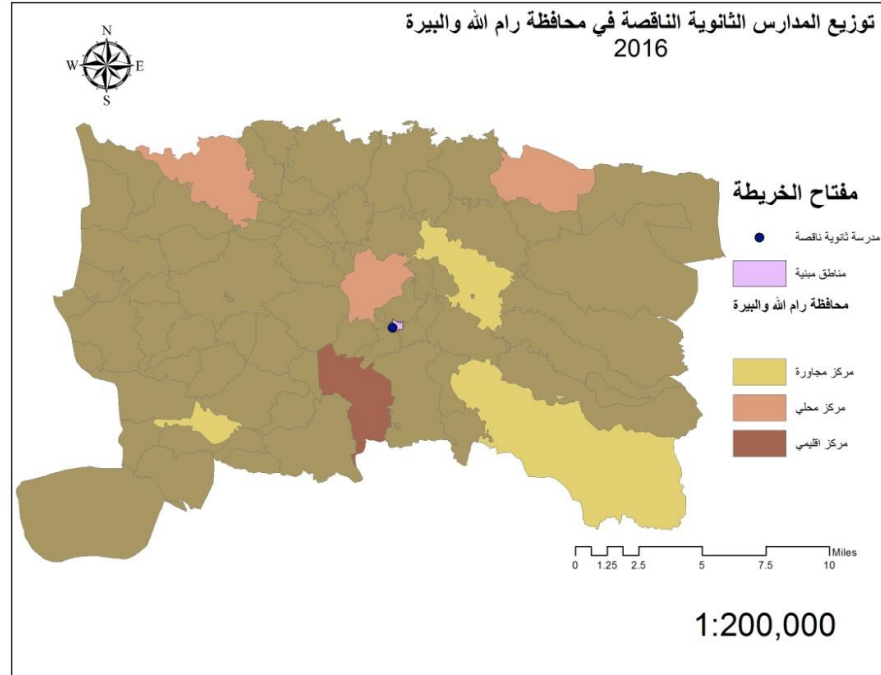 توزيع المدارس الثانوية الناقصة في محافظة رام الله والبيرة
2016
N
W E
S
مفتاح الخريطة
مدرسة ثانوية ناقصة
مناطق مبنية
محافظة رام الله والبيرة
مركز مجاورة
مركز محلي
مركز اقليمي
Miles
0 1.25 2.5 5 7.5 10
1:200,000